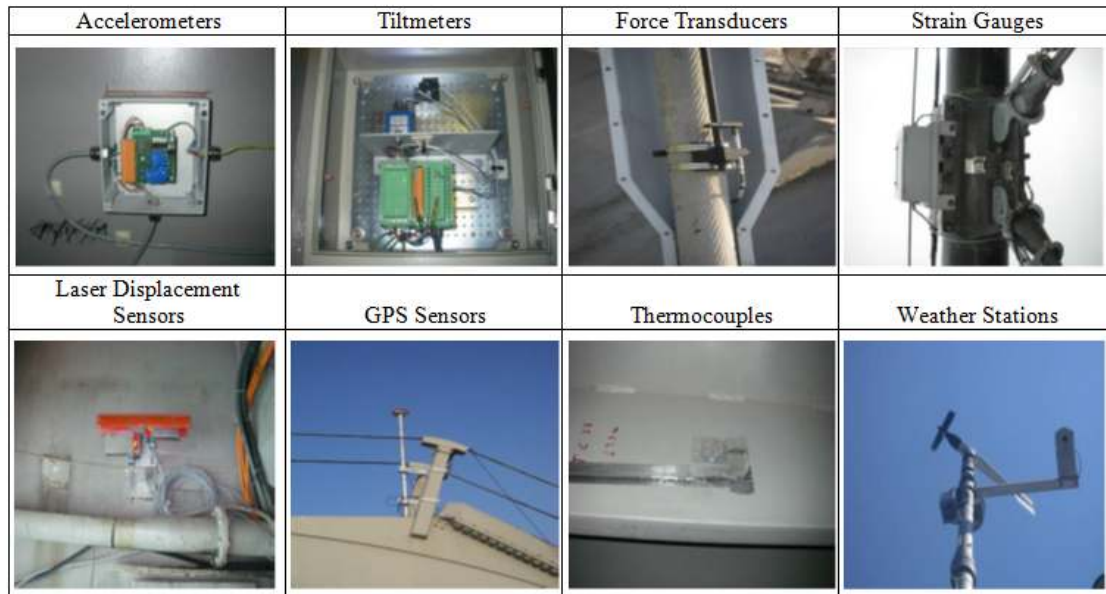 Accelerometers
Tiltmeters
Force Transducers
Strain Gauges
Laser Displacement
Sensors
GPS Sensors
Thermocouples
Weather Stations